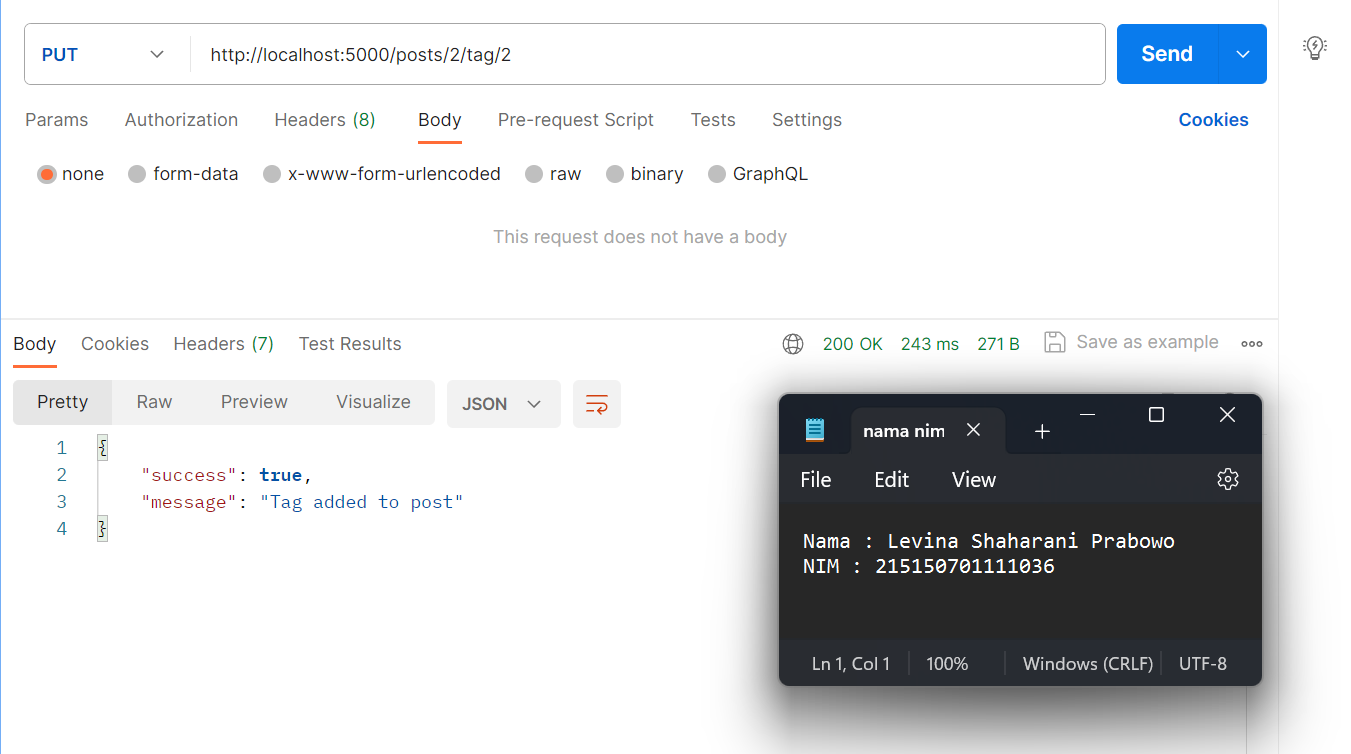 PUT http://localhost:5000/posts/2/tag/2 Send
Params Authorization Headers (8) Body Pre-request Script Tests Settings Cookies
none form-data x-www-form-urlencoded raw binary GraphQL
This request does not have a body
Body Cookies Headers (7) Test Results 200 OK 243 ms 271 B Save as example
Pretty Raw Preview Visualize JSON
1 {
2 "success": true,
3 "message": "Tag added to post"
4 }
nama nim
File Edit View
Nama : Levina Shaharani Prabowo
NIM : 215150701111036
Ln 1, Col 1 100% Windows (CRLF) UTF-8